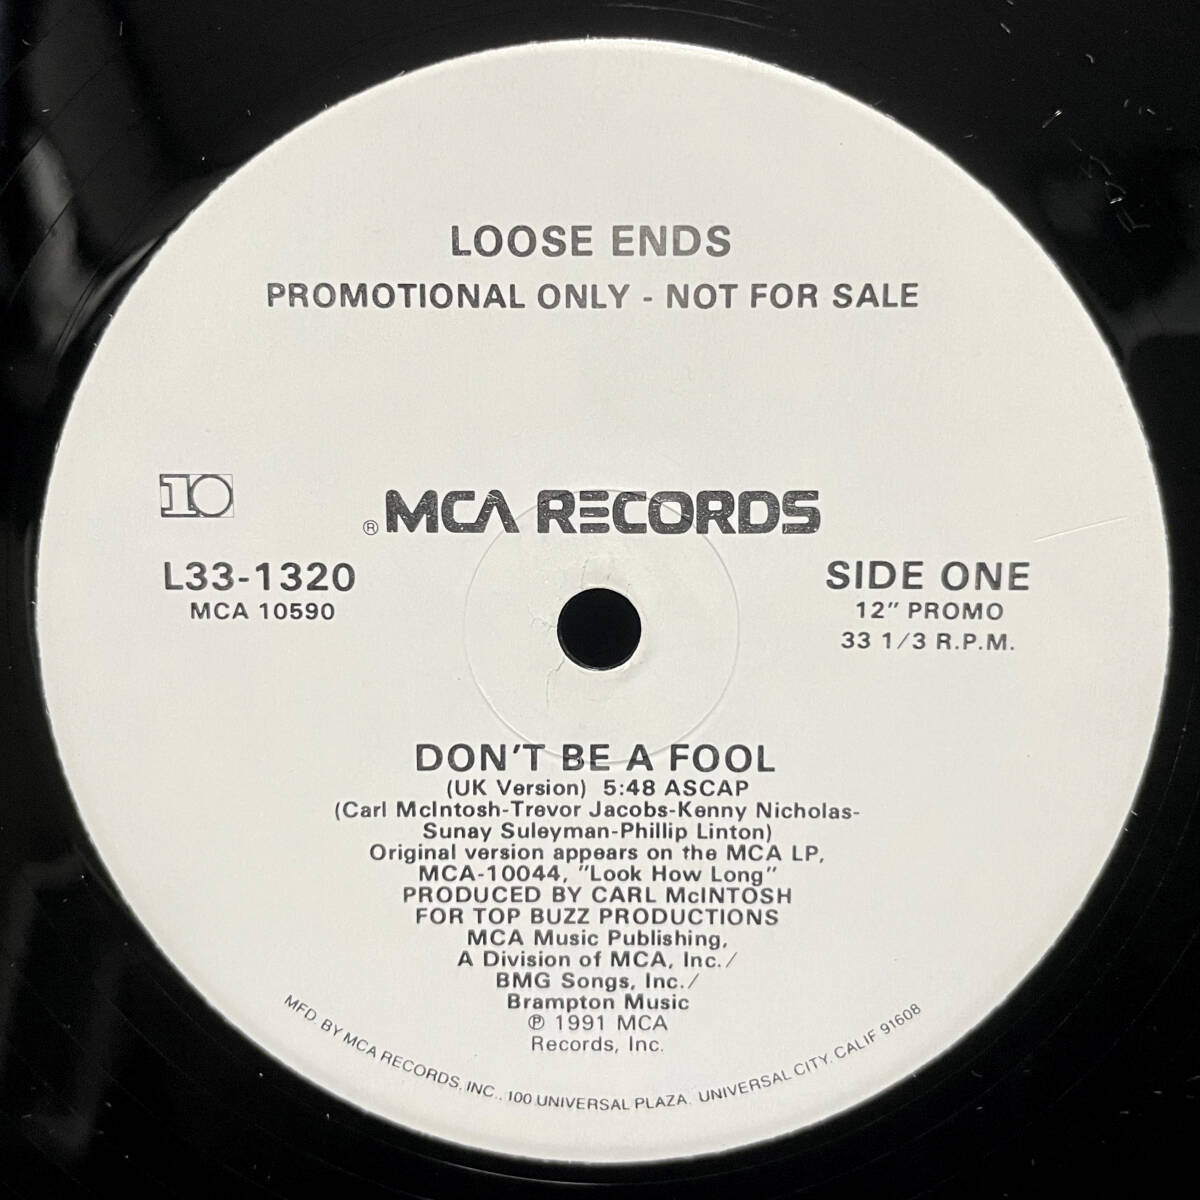 LOOSE ENDS
PROMOTIONAL ONLY - NOT FOR SALE
10
® MCA RECORDS
L33-1320
MCA 10590
SIDE ONE
12" PROMO
33 1/3 R.P.M.
DON'T BE A FOOL
(UK Version) 5:48 ASCAP
(Carl McIntosh-Trevor Jacobs-Kenny Nicholas-
Sunay Suleyman-Phillip Linton)
Original version appears on the MCA LP,
MCA-10044, "Look How Long"
PRODUCED BY CARL McINTOSH
FOR TOP BUZZ PRODUCTIONS
MCA Music Publishing,
A Division of MCA, Inc./
BMG Songs, Inc./
Brampton Music
℗ 1991 MCA
Records, Inc.
MFD. BY MCA RECORDS, INC., 100 UNIVERSAL PLAZA, UNIVERSAL CITY, CALIF 91608